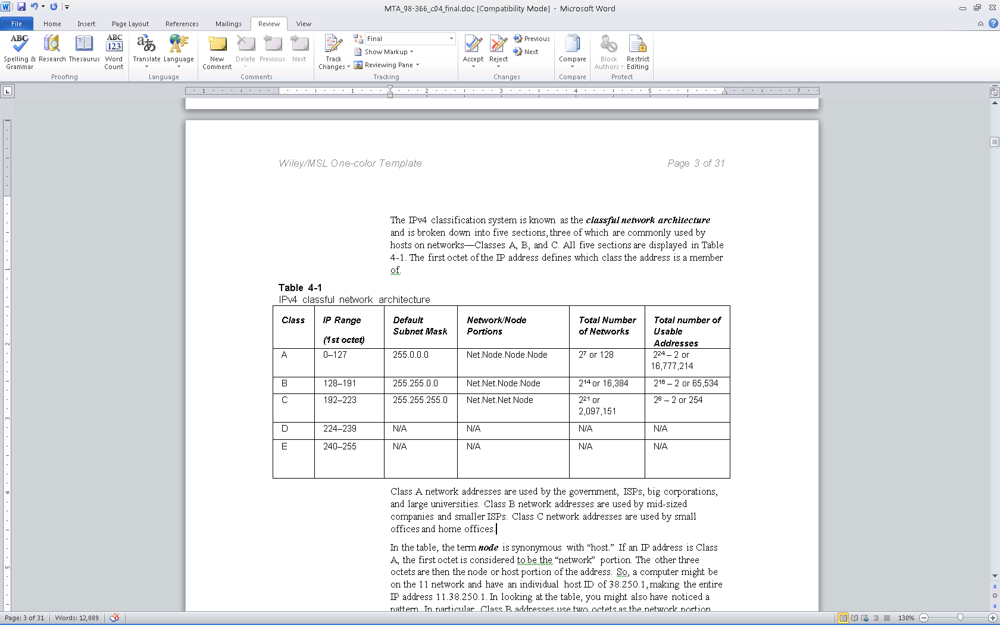 MTA_98-366_c04_final.doc [Compatibility Mode] - Microsoft Word
File Home Insert Page Layout References Mailings Review View
Spelling & Grammar
Research
Thesaurus
Word Count
Translate
Language
New Comment
Delete
Previous
Next
Track Changes
Final
Show Markup
Reviewing Pane
Accept
Reject
Previous
Next
Compare
Block Authors
Restrict Editing
Proofing Language Comments Tracking Changes Compare Protect
1 1 2 3 4 5 7
Wiley/MSL One-color Template Page 3 of 31
The IPv4 classification system is known as the classful network architecture
and is broken down into five sections, three of which are commonly used by
hosts on networks—Classes A, B, and C. All five sections are displayed in Table
4-1. The first octet of the IP address defines which class the address is a member
of.
Table 4-1
IPv4 classful network architecture
Class IP Range (1st octet) Default Subnet Mask Network/Node Portions Total Number of Networks Total number of Usable Addresses
A 0–127 255.0.0.0 Net.Node.Node.Node 2⁷ or 128 2²⁴ – 2 or 16,777,214
B 128–191 255.255.0.0 Net.Net.Node.Node 2¹⁴ or 16,384 2¹⁶ – 2 or 65,534
C 192–223 255.255.255.0 Net.Net.Net.Node 2²¹ or 2,097,151 2⁸ – 2 or 254
D 224–239 N/A N/A N/A N/A
E 240–255 N/A N/A N/A N/A
Class A network addresses are used by the government, ISPs, big corporations,
and large universities. Class B network addresses are used by mid-sized
companies and smaller ISPs. Class C network addresses are used by small
offices and home offices.
In the table, the term node is synonymous with “host.” If an IP address is Class
A, the first octet is considered to be the “network” portion. The other three
octets are then the node or host portion of the address. So, a computer might be
on the 11 network and have an individual host ID of 38.250.1, making the entire
IP address 11.38.250.1. In looking at the table, you might also have noticed a
pattern. In particular, Class B addresses use two octets as the network portion
Page: 3 of 31 Words: 12,089 130%